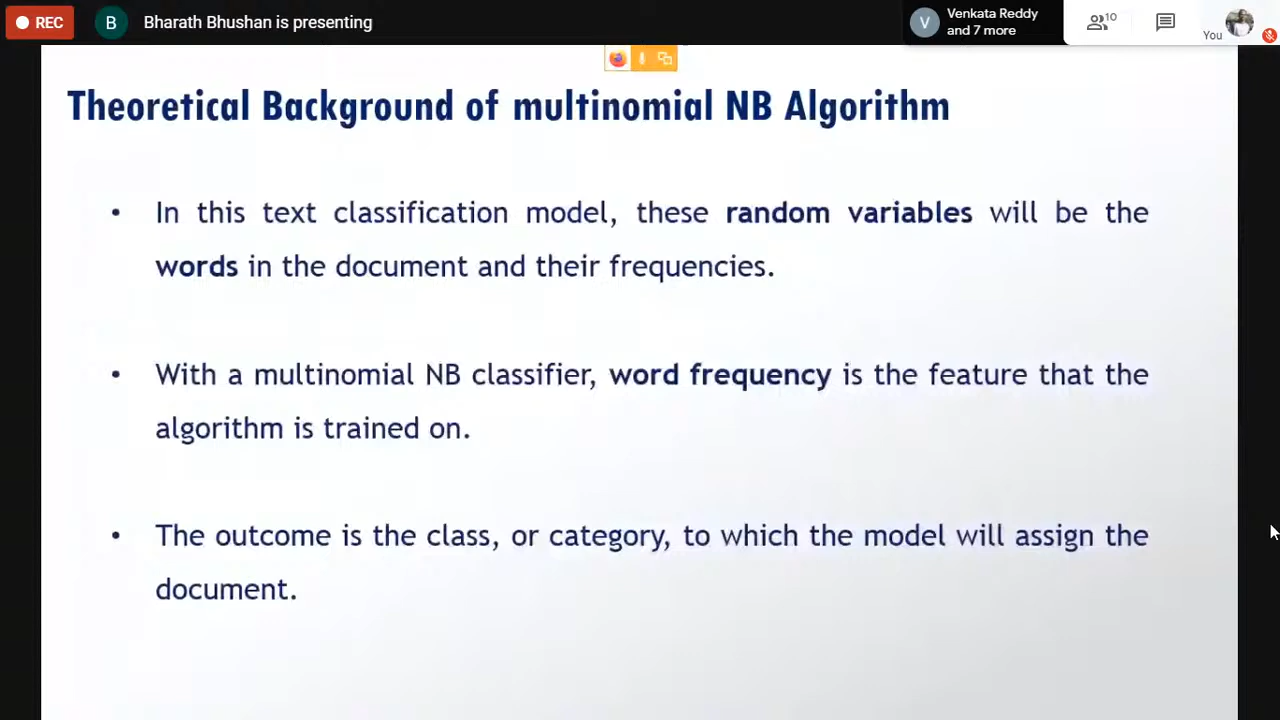 REC
B
Bharath Bhushan is presenting
V
Venkata Reddy
and 7 more
10
You
Theoretical Background of multinomial NB Algorithm
• In this text classification model, these random variables will be the
words in the document and their frequencies.
• With a multinomial NB classifier, word frequency is the feature that the
algorithm is trained on.
• The outcome is the class, or category, to which the model will assign the
document.